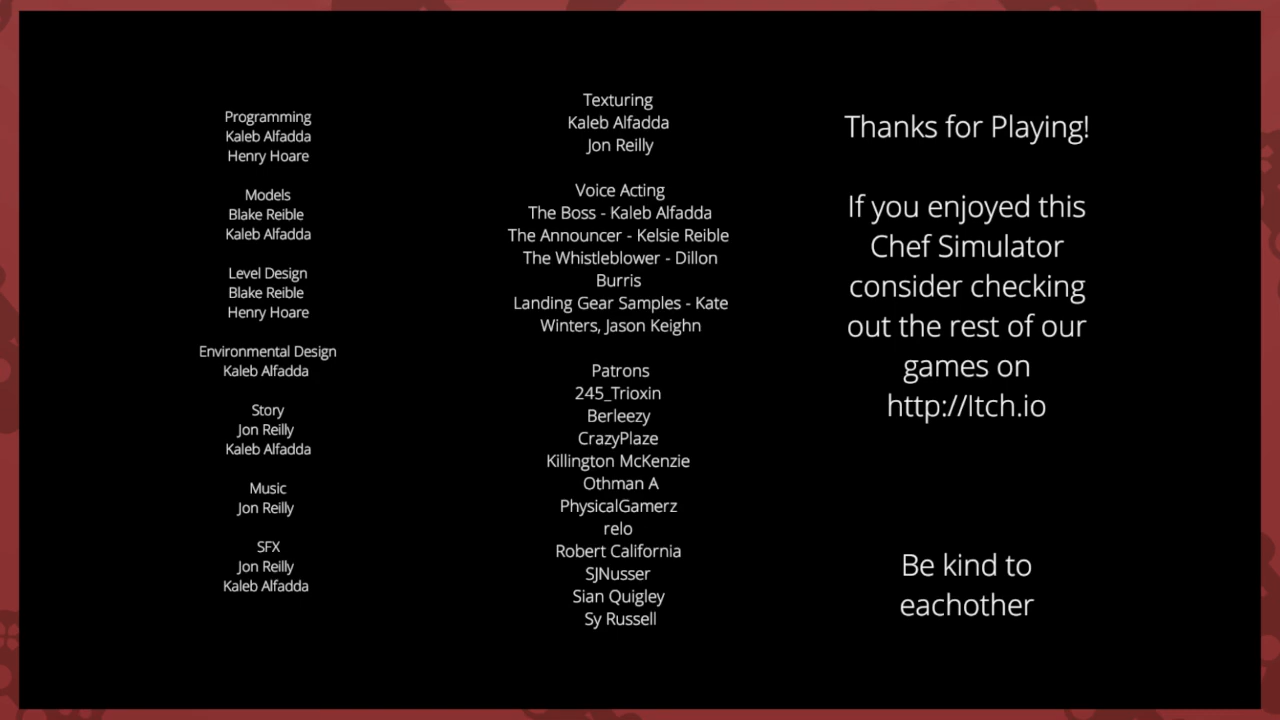 Programming
Kaleb Alfadda
Henry Hoare
Models
Blake Reible
Kaleb Alfadda
Level Design
Blake Reible
Henry Hoare
Environmental Design
Kaleb Alfadda
Story
Jon Reilly
Kaleb Alfadda
Music
Jon Reilly
SFX
Jon Reilly
Kaleb Alfadda
Texturing
Kaleb Alfadda
Jon Reilly
Voice Acting
The Boss - Kaleb Alfadda
The Announcer - Kelsie Reible
The Whistleblower - Dillon
Burris
Landing Gear Samples - Kate
Winters, Jason Keighn
Patrons
245_Trioxin
Berleezy
CrazyPlaze
Killington McKenzie
Othman A
PhysicalGamerz
relo
Robert California
SJNusser
Sian Quigley
Sy Russell
Thanks for Playing!
If you enjoyed this
Chef Simulator
consider checking
out the rest of our
games on
http://Itch.io
Be kind to
eachother